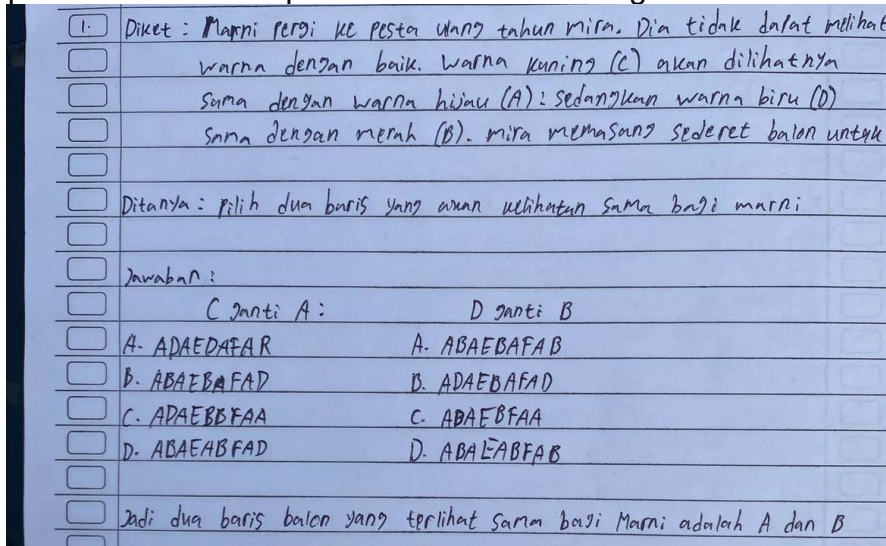 1. Diket : Marni pergi ke pesta ulang tahun mira. Dia tidak dapat melihat
warna dengan baik. Warna kuning (C) akan dilihatnya
sama dengan warna hijau (A) : sedangkan warna biru (D)
sama dengan merah (B). mira memasang sederet balon untuk
Ditanya : pilih dua baris yang akan kelihatan sama bagi marni
Jawaban :
C ganti A : D ganti B
A. ADAEDAFAR A. ABAEBAFAB
B. ABAEBAFAD B. ADAEBAFAD
C. ADAEBDFAA C. ABAEBFAA
D. ABAEABFAD D. ABAEABFAB
Jadi dua baris balon yang terlihat sama bagi Marni adalah A dan B